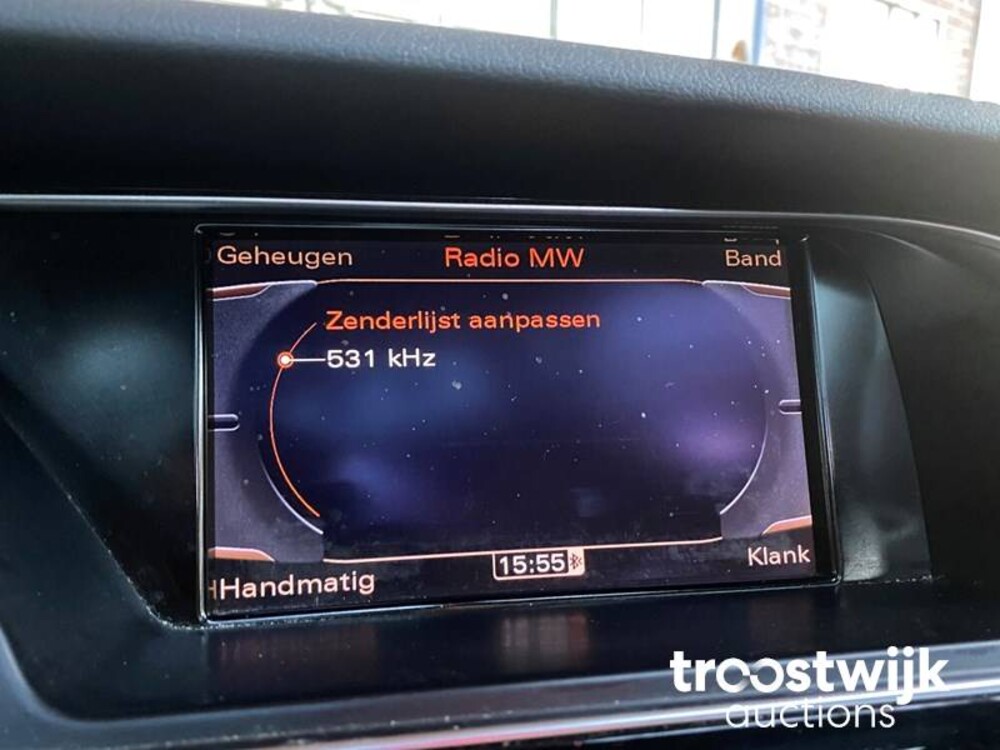 Geheugen Radio MW Band
Zenderlijst aanpassen
531 kHz
Handmatig 15:55 Klank
troostwijk
auctions